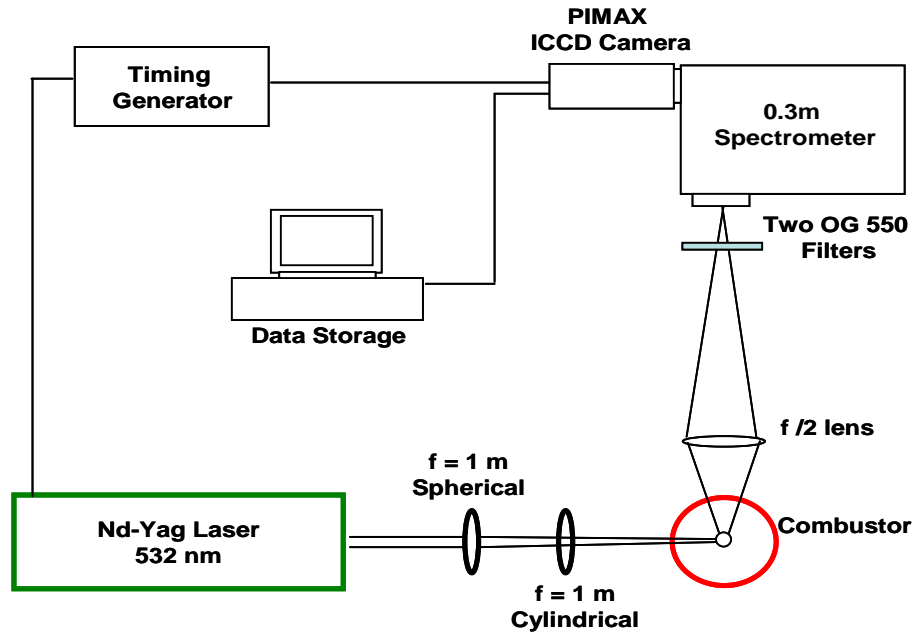 PIMAX
ICCD Camera
Timing
Generator
0.3m
Spectrometer
Two OG 550
Filters
Data Storage
f /2 lens
f = 1 m
Spherical
Nd-Yag Laser
532 nm
Combustor
f = 1 m
Cylindrical